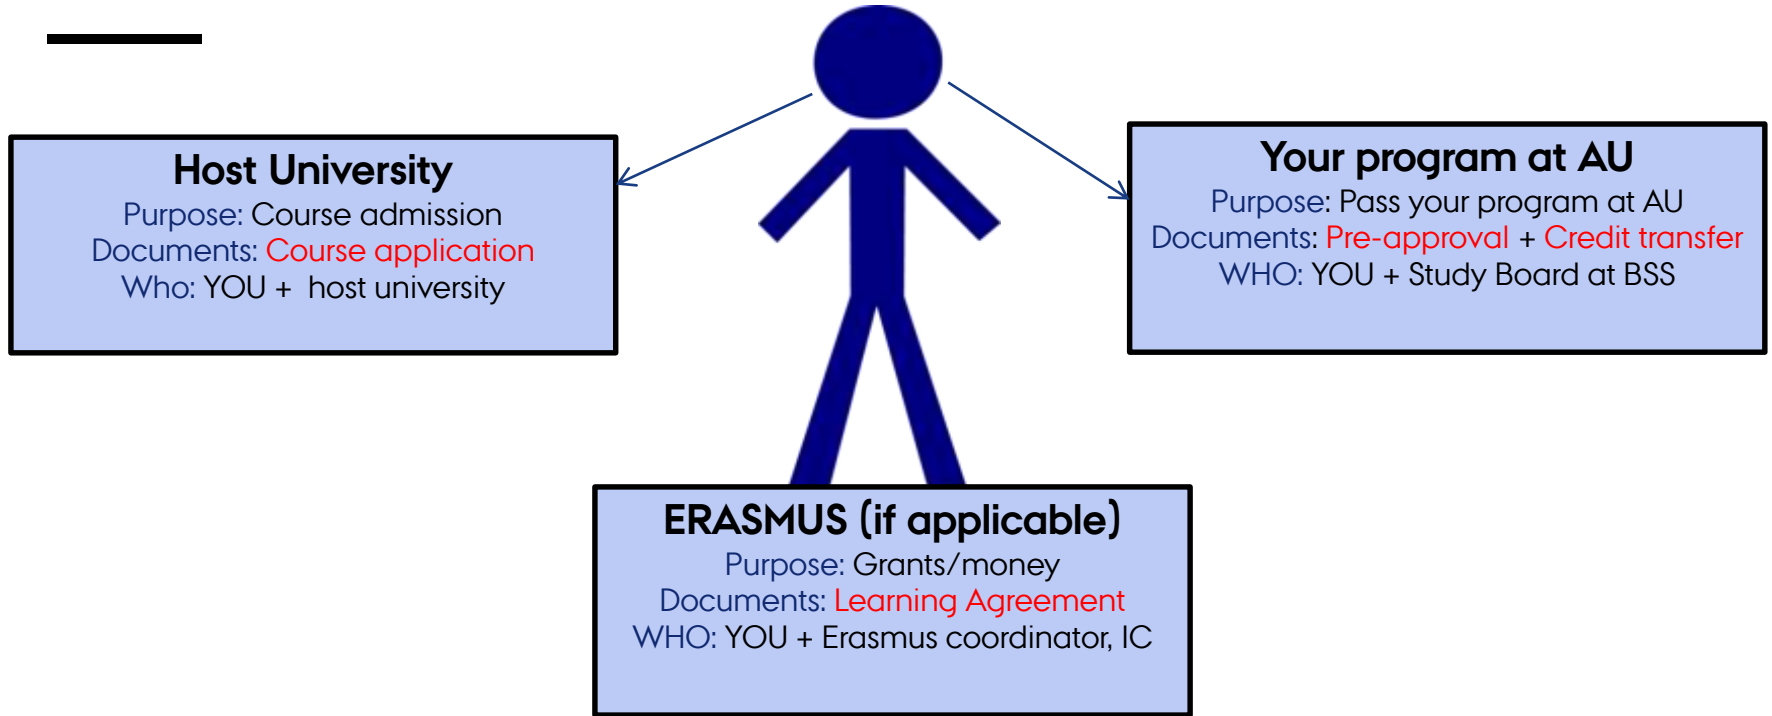 Host University
Purpose: Course admission
Documents: Course application
Who: YOU + host university
Your program at AU
Purpose: Pass your program at AU
Documents: Pre-approval + Credit transfer
WHO: YOU + Study Board at BSS
ERASMUS (if applicable)
Purpose: Grants/money
Documents: Learning Agreement
WHO: YOU + Erasmus coordinator, IC